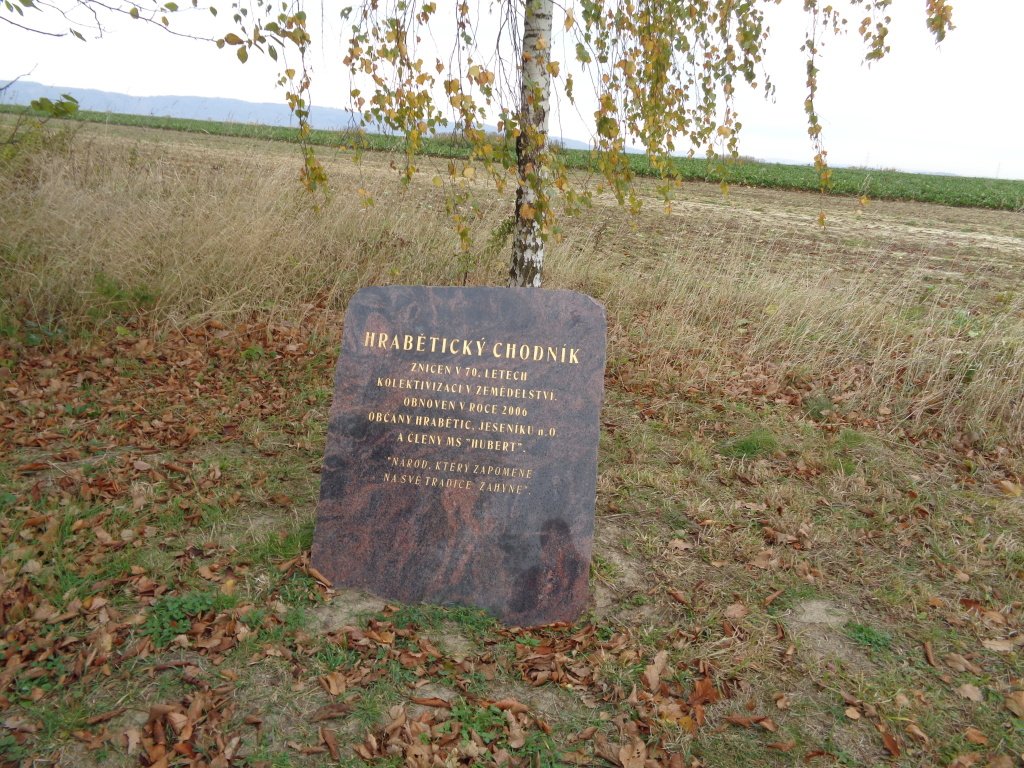 HRABĚTICKÝ CHODNÍK
ZNIČEN V 70. LETECH
KOLEKTIVIZACÍ V ZEMĚDĚLSTVÍ.
OBNOVEN V ROCE 2006
OBČANY HRABĚTIC, JESENÍKU n.O
A ČLENY MS "HUBERT".
"NÁROD, KTERÝ ZAPOMENE
NA SVÉ TRADICE, ZAHYNE".